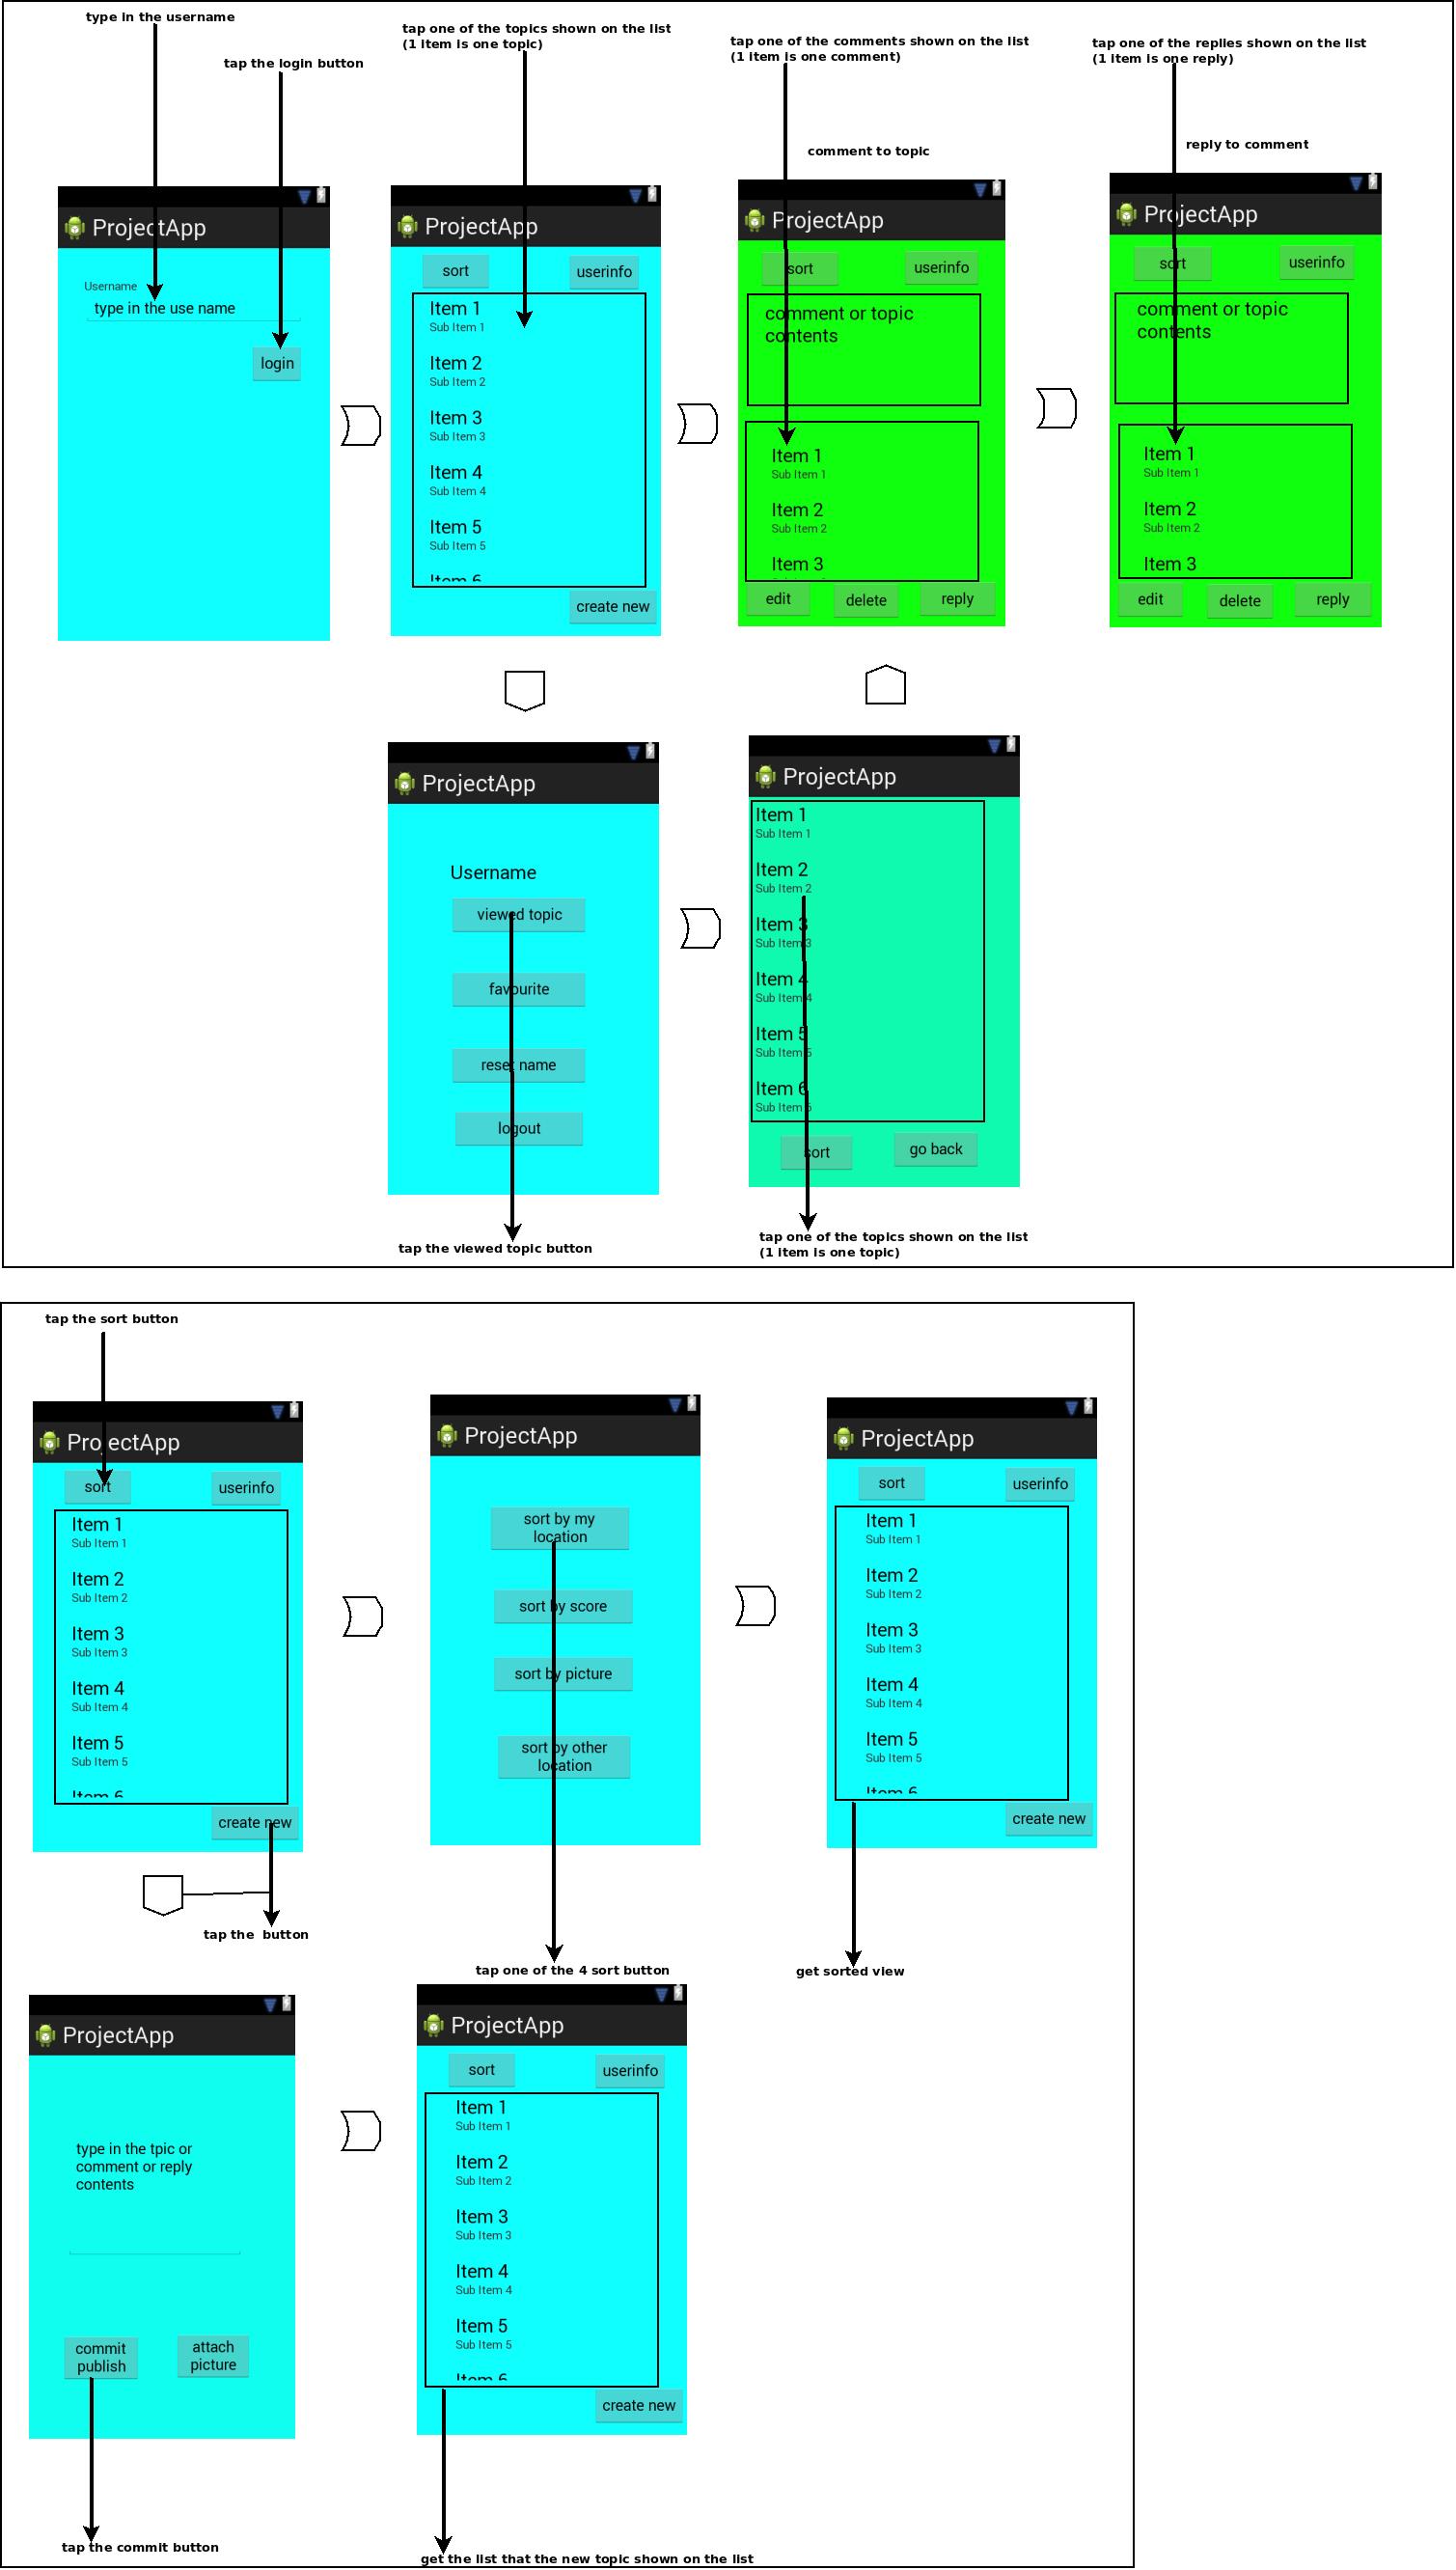 type in the username
tap the login button
tap one of the topics shown on the list
(1 item is one topic)
tap one of the comments shown on the list
(1 item is one comment)
tap one of the replies shown on the list
(1 item is one reply)
comment to topic
reply to comment
ProjectApp
Username
type in the use name
login
ProjectApp
sort
userinfo
Item 1
Sub Item 1
Item 2
Sub Item 2
Item 3
Sub Item 3
Item 4
Sub Item 4
Item 5
Sub Item 5
Item 6
create new
ProjectApp
sort
userinfo
comment or topic
contents
Item 1
Sub Item 1
Item 2
Sub Item 2
Item 3
edit
delete
reply
ProjectApp
sort
userinfo
comment or topic
contents
Item 1
Sub Item 1
Item 2
Sub Item 2
Item 3
edit
delete
reply
ProjectApp
Username
viewed topic
favourite
reset name
logout
tap the viewed topic button
ProjectApp
Item 1
Sub Item 1
Item 2
Sub Item 2
Item 3
Sub Item 3
Item 4
Sub Item 4
Item 5
Sub Item 5
Item 6
Sub Item 6
sort
go back
tap one of the topics shown on the list
(1 item is one topic)
tap the sort button
ProjectApp
sort
userinfo
Item 1
Sub Item 1
Item 2
Sub Item 2
Item 3
Sub Item 3
Item 4
Sub Item 4
Item 5
Sub Item 5
Item 6
create new
tap the  button
ProjectApp
sort by my
location
sort by score
sort by picture
sort by other
location
tap one of the 4 sort button
ProjectApp
sort
userinfo
Item 1
Sub Item 1
Item 2
Sub Item 2
Item 3
Sub Item 3
Item 4
Sub Item 4
Item 5
Sub Item 5
Item 6
create new
get sorted view
ProjectApp
type in the tpic or
comment or reply
contents
commit
publish
attach
picture
tap the commit button
ProjectApp
sort
userinfo
Item 1
Sub Item 1
Item 2
Sub Item 2
Item 3
Sub Item 3
Item 4
Sub Item 4
Item 5
Sub Item 5
Item 6
create new
get the list that the new topic shown on the list